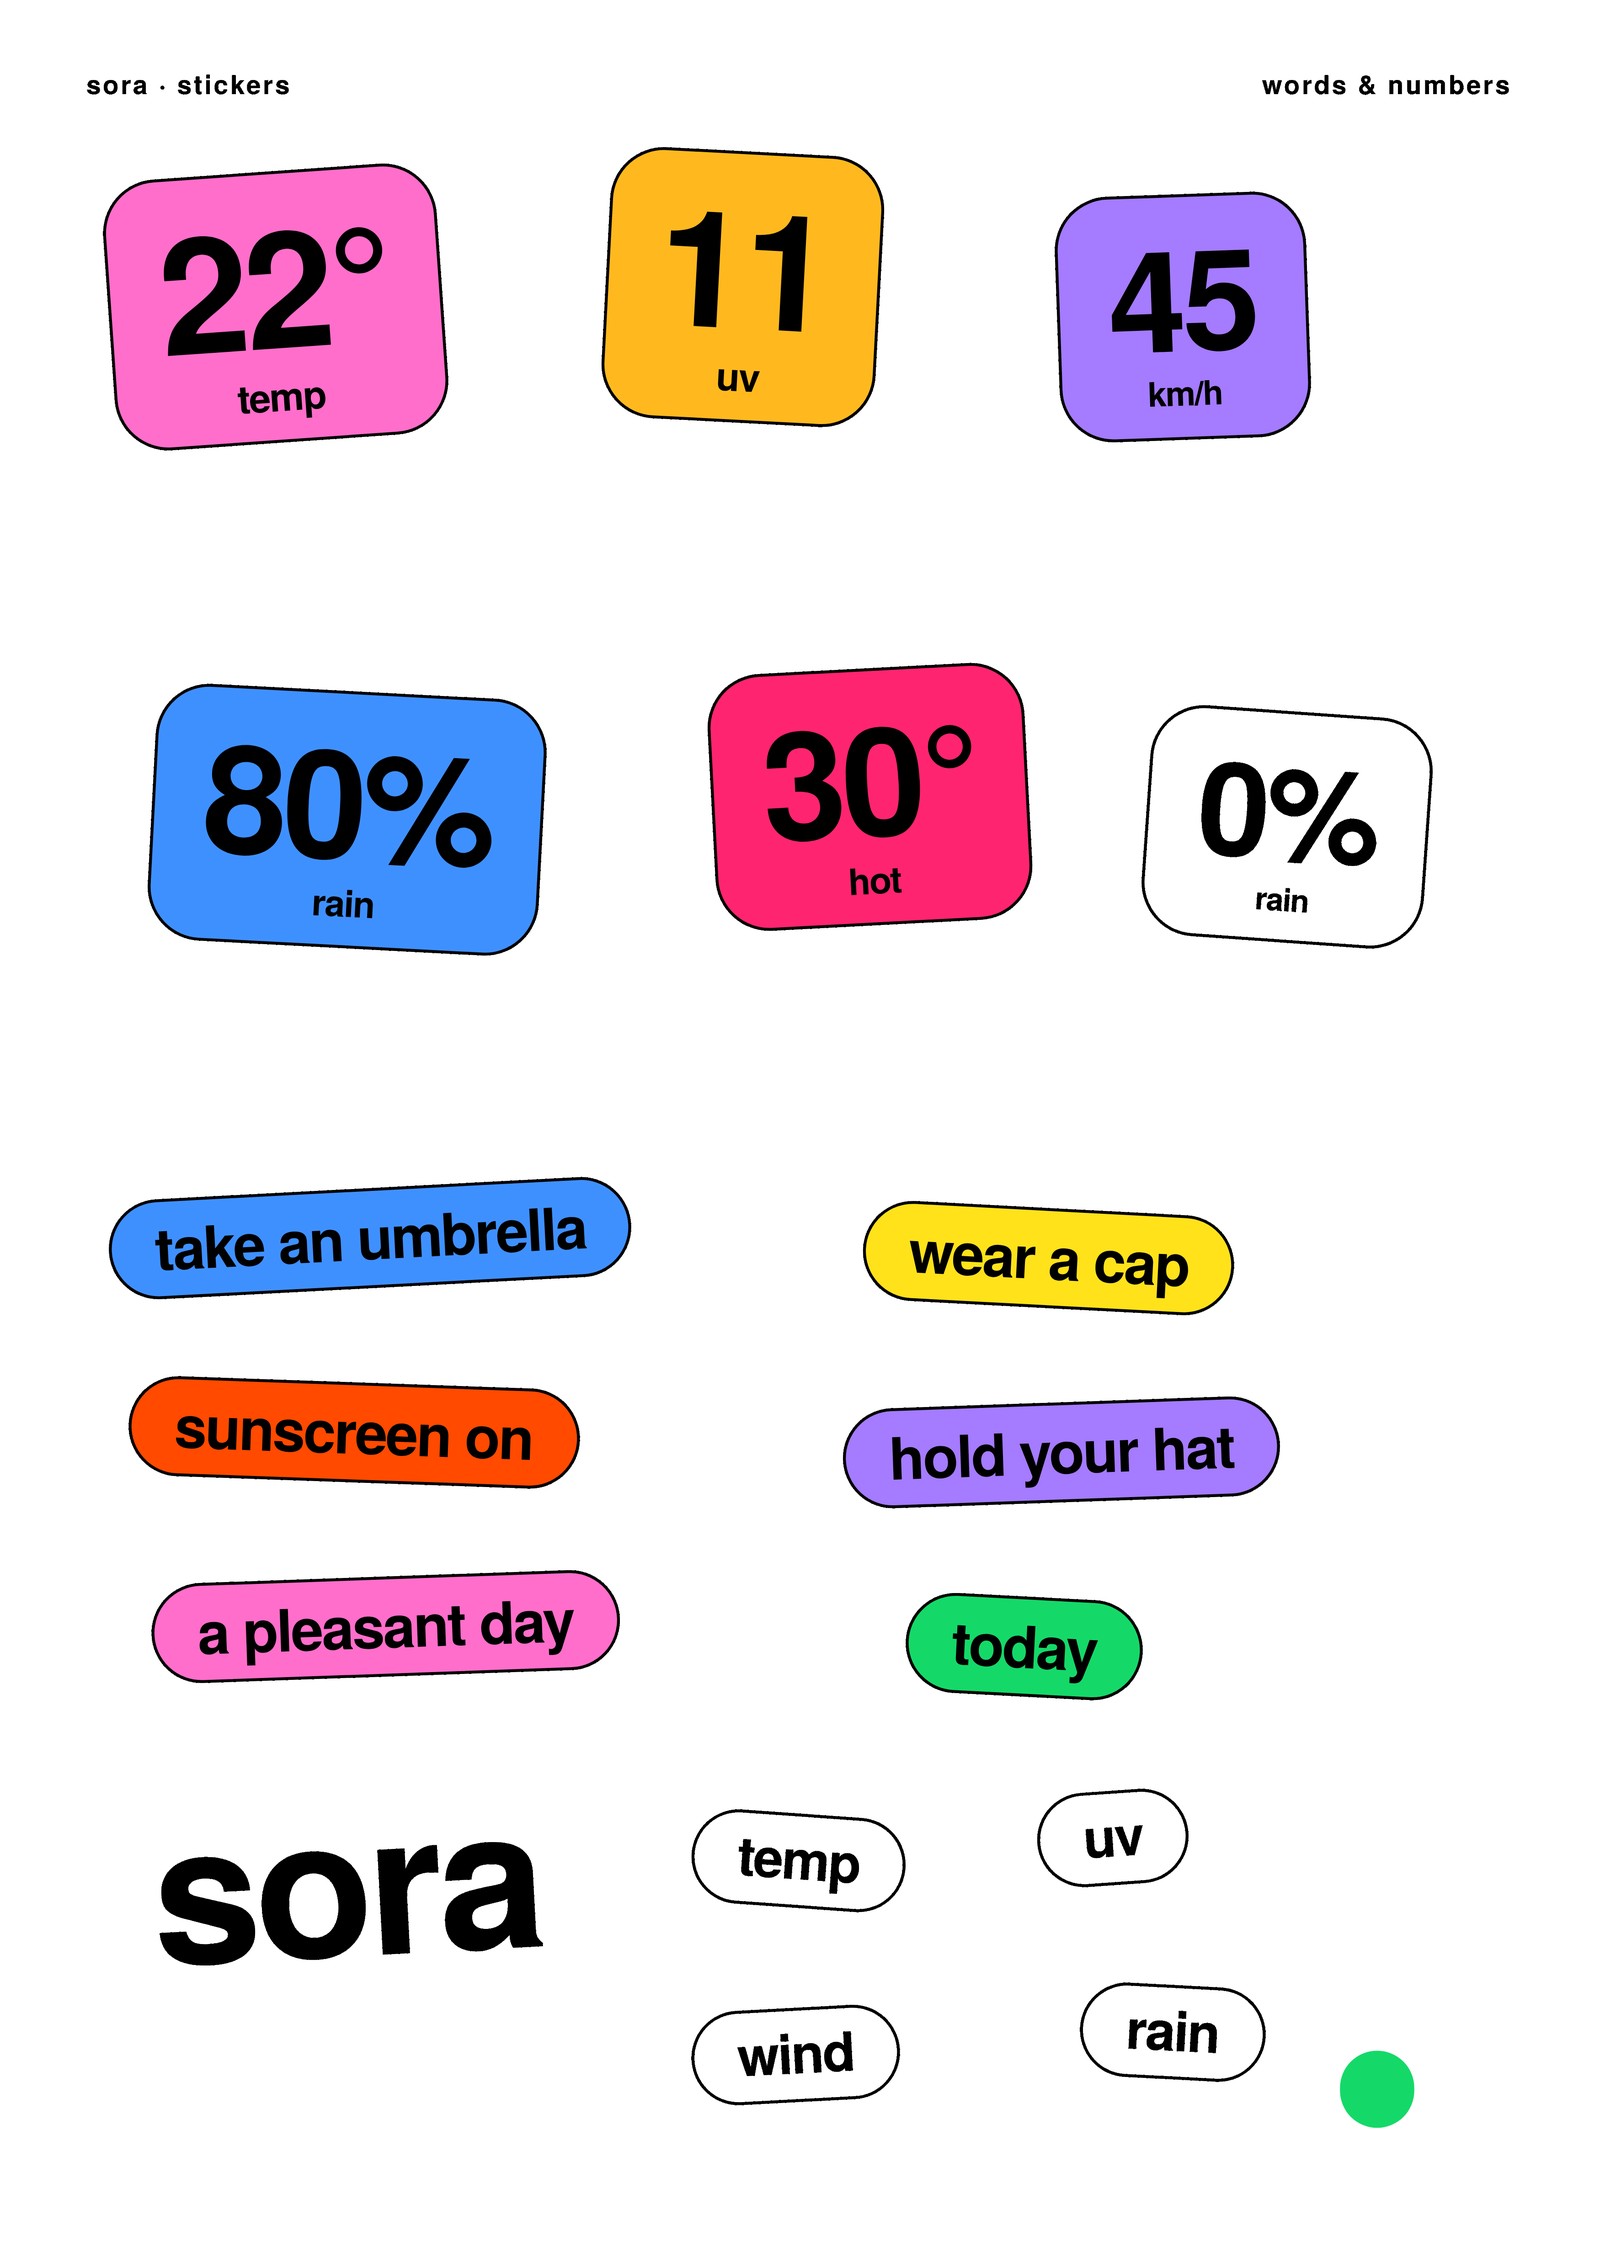 sora · stickers
words & numbers
22°
temp
11
uv
45
km/h
80%
rain
30°
hot
0%
rain
take an umbrella
wear a cap
sunscreen on
hold your hat
a pleasant day
today
sora
temp
uv
wind
rain